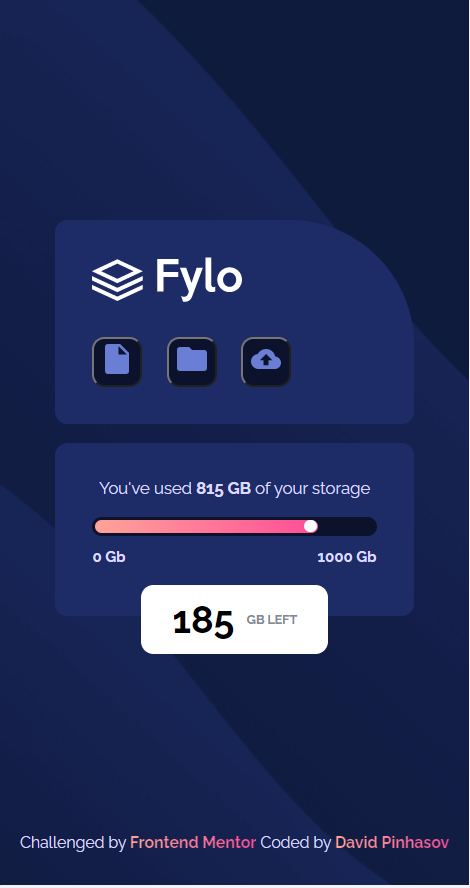 Fylo
You've used 815 GB of your storage
0 Gb 1000 Gb
185 GB LEFT
Challenged by Frontend Mentor Coded by David Pinhasov